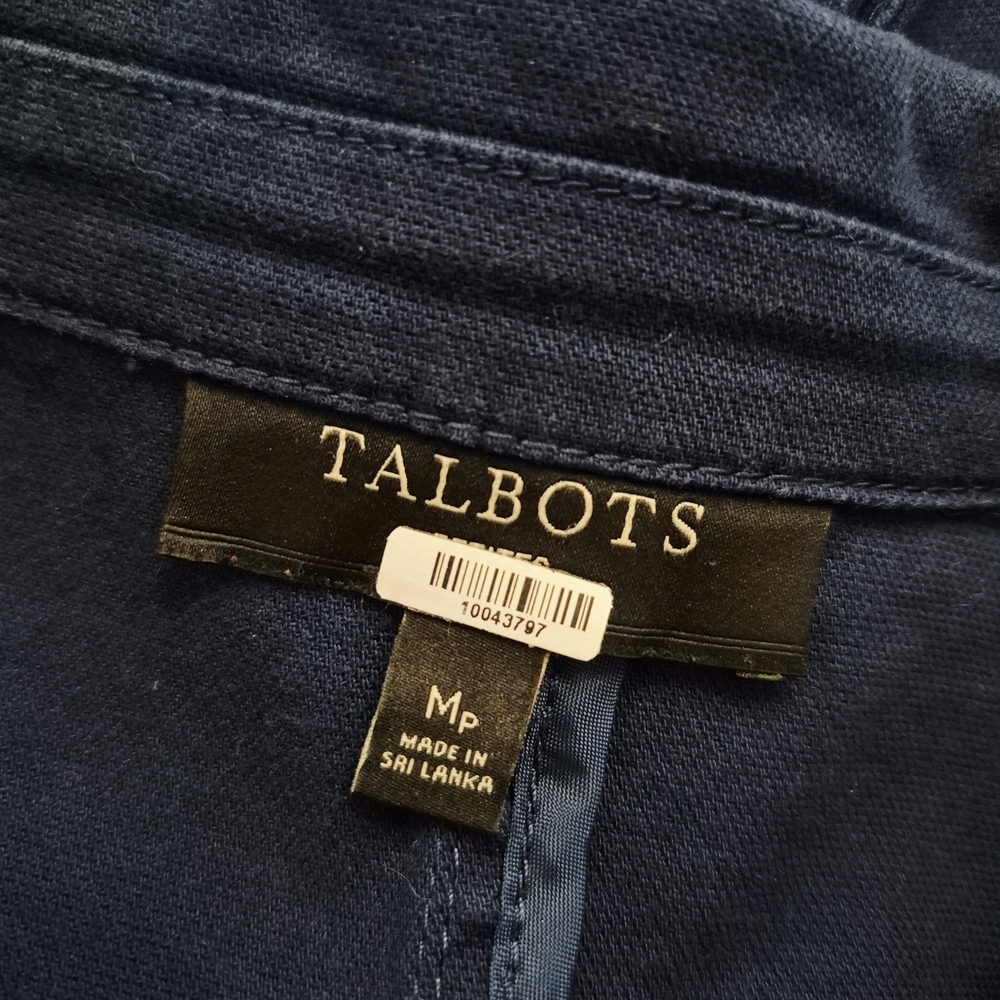 TALBOTS
10043797
MP
MADE IN
SRI LANKA